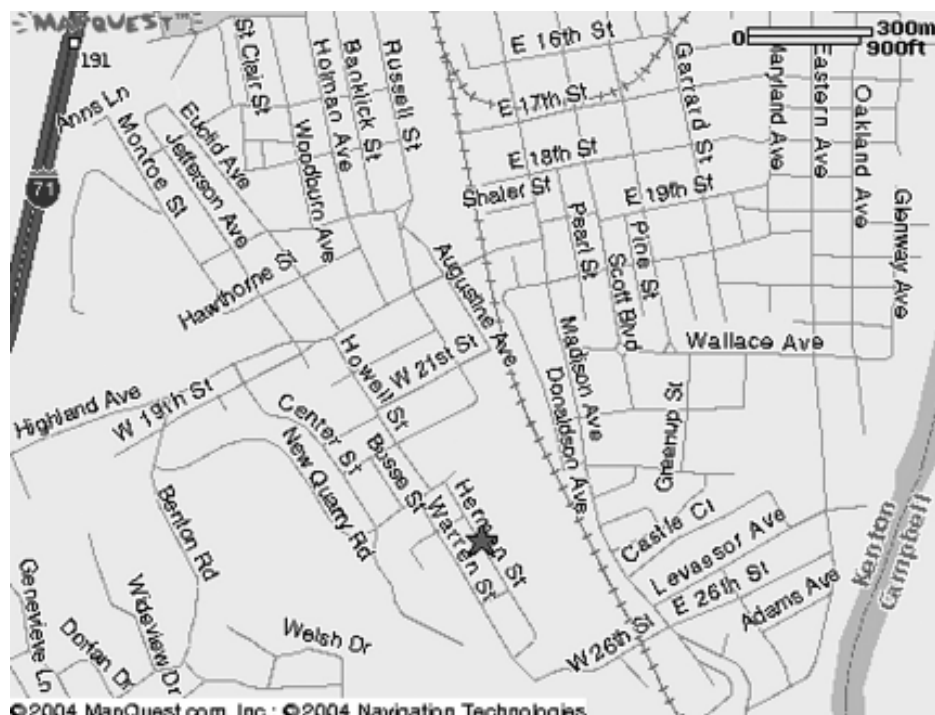 MAPQUEST™
300m
0
900ft
191
71
Anns Ln
Monroe St
Jefferson Ave
Euclid Ave
St Clair St
Woodburn Ave
Holman Ave
Banklick St
Russell St
E 16th St
E 17th St
E 18th St
Shaler St
E 19th St
Garrard St
Maryland Ave
Eastern Ave
Oakland Ave
Glenway Ave
Pearl St
Pine St
Scott Blvd
Hawthorne St
Augustine Ave
Wallace Ave
Madison Ave
Donaldson Ave
Greenup St
Highland Ave
W 19th St
Howell St
W 21st St
Center St
New Quarry Rd
Busse St
Warren St
Herman St
Benton Rd
Castle Ct
Levassor Ave
E 26th St
W 26th St
Adams Ave
Kenton
Campbell
Genevieve Ln
Dorian Dr
Wideview Dr
Welsh Dr
©2004 MapQuest.com, Inc.; ©2004 Navigation Technologies